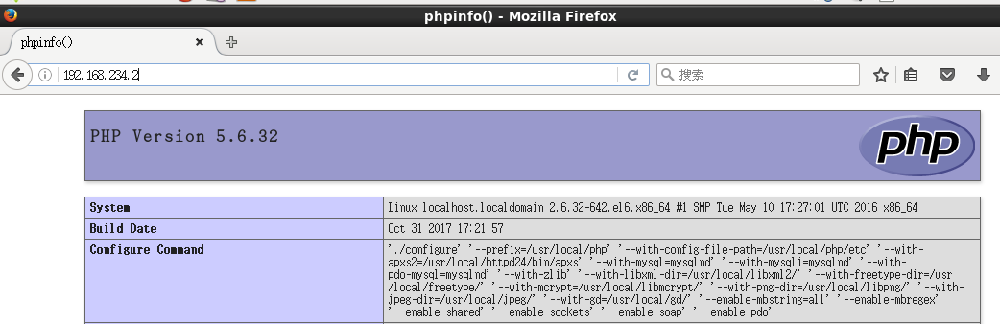 phpinfo() - Mozilla Firefox
phpinfo()
192.168.234.2
搜索
PHP Version 5.6.32
php
System Linux localhost.localdomain 2.6.32-642.el6.x86_64 #1 SMP Tue May 10 17:27:01 UTC 2016 x86_64
Build Date Oct 31 2017 17:21:57
Configure Command './configure' '--prefix=/usr/local/php' '--with-config-file-path=/usr/local/php/etc' '--with-
apxs2=/usr/local/httpd24/bin/apxs' '--with-mysql=mysqlnd' '--with-mysqli=mysqlnd' '--with-
pdo-mysql=mysqlnd' '--with-zlib' '--with-libxml-dir=/usr/local/libxml2/' '--with-freetype-dir=/usr
/local/freetype/' '--with-mcrypt=/usr/local/libmcrypt/' '--with-png-dir=/usr/local/libpng/' '--with-
jpeg-dir=/usr/local/jpeg/' '--with-gd=/usr/local/gd/' '--enable-mbstring=all' '--enable-mbregex'
'--enable-shared' '--enable-sockets' '--enable-soap' '--enable-pdo'